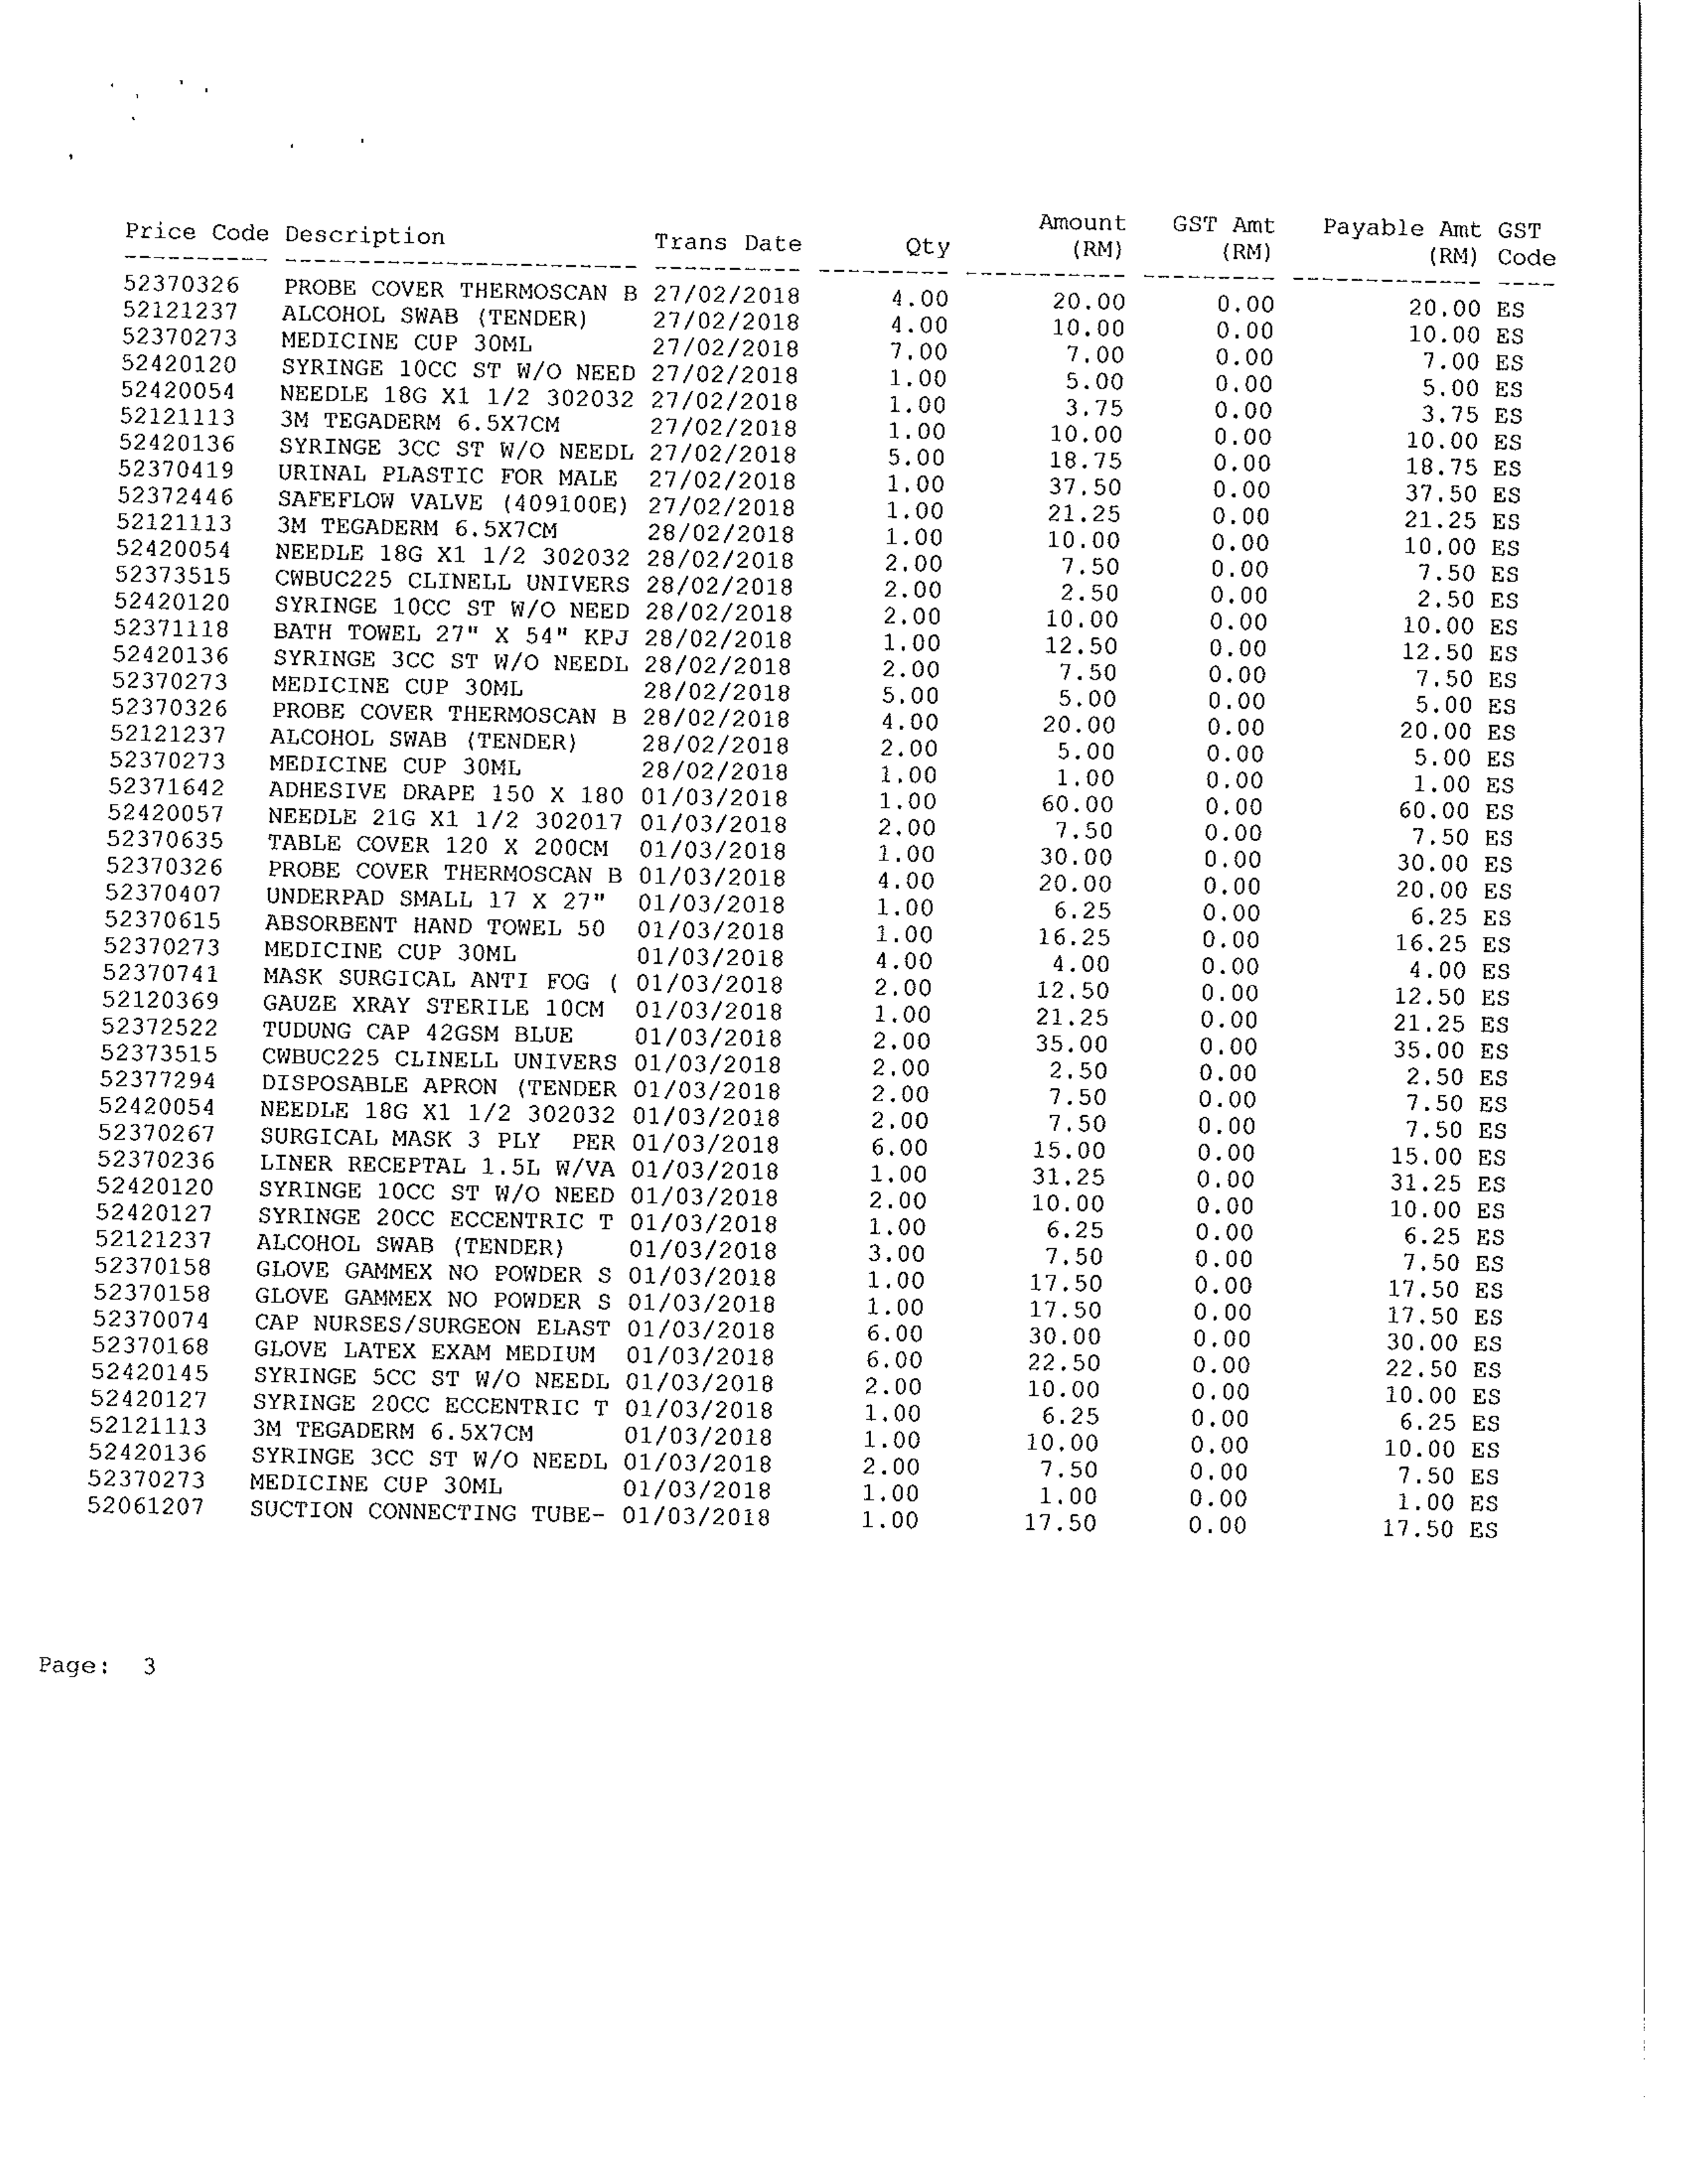 Price Code Description Trans Date Qty Amount (RM) GST Amt (RM) Payable Amt (RM) GST Code
52370326 PROBE COVER THERMOSCAN B 27/02/2018 4.00 20.00 0.00 20.00 ES
52121237 ALCOHOL SWAB (TENDER) 27/02/2018 4.00 10.00 0.00 10.00 ES
52370273 MEDICINE CUP 30ML 27/02/2018 7.00 7.00 0.00 7.00 ES
52420120 SYRINGE 10CC ST W/O NEED 27/02/2018 1.00 5.00 0.00 5.00 ES
52420054 NEEDLE 18G X1 1/2 302032 27/02/2018 1.00 3.75 0.00 3.75 ES
52121113 3M TEGADERM 6.5X7CM 27/02/2018 1.00 10.00 0.00 10.00 ES
52420136 SYRINGE 3CC ST W/O NEEDL 27/02/2018 5.00 18.75 0.00 18.75 ES
52370419 URINAL PLASTIC FOR MALE 27/02/2018 1.00 37.50 0.00 37.50 ES
52372446 SAFEFLOW VALVE (409100E) 27/02/2018 1.00 21.25 0.00 21.25 ES
52121113 3M TEGADERM 6.5X7CM 28/02/2018 1.00 10.00 0.00 10.00 ES
52420054 NEEDLE 18G X1 1/2 302032 28/02/2018 2.00 7.50 0.00 7.50 ES
52373515 CWBUC225 CLINELL UNIVERS 28/02/2018 2.00 2.50 0.00 2.50 ES
52420120 SYRINGE 10CC ST W/O NEED 28/02/2018 2.00 10.00 0.00 10.00 ES
52371118 BATH TOWEL 27" X 54" KPJ 28/02/2018 1.00 12.50 0.00 12.50 ES
52420136 SYRINGE 3CC ST W/O NEEDL 28/02/2018 2.00 7.50 0.00 7.50 ES
52370273 MEDICINE CUP 30ML 28/02/2018 5.00 5.00 0.00 5.00 ES
52370326 PROBE COVER THERMOSCAN B 28/02/2018 4.00 20.00 0.00 20.00 ES
52121237 ALCOHOL SWAB (TENDER) 28/02/2018 2.00 5.00 0.00 5.00 ES
52370273 MEDICINE CUP 30ML 28/02/2018 1.00 1.00 0.00 1.00 ES
52371642 ADHESIVE DRAPE 150 X 180 01/03/2018 1.00 60.00 0.00 60.00 ES
52420057 NEEDLE 21G X1 1/2 302017 01/03/2018 2.00 7.50 0.00 7.50 ES
52370635 TABLE COVER 120 X 200CM 01/03/2018 1.00 30.00 0.00 30.00 ES
52370326 PROBE COVER THERMOSCAN B 01/03/2018 4.00 20.00 0.00 20.00 ES
52370407 UNDERPAD SMALL 17 X 27" 01/03/2018 1.00 6.25 0.00 6.25 ES
52370615 ABSORBENT HAND TOWEL 50 01/03/2018 1.00 16.25 0.00 16.25 ES
52370273 MEDICINE CUP 30ML 01/03/2018 4.00 4.00 0.00 4.00 ES
52370741 MASK SURGICAL ANTI FOG ( 01/03/2018 2.00 12.50 0.00 12.50 ES
52120369 GAUZE XRAY STERILE 10CM 01/03/2018 1.00 21.25 0.00 21.25 ES
52372522 TUDUNG CAP 42GSM BLUE 01/03/2018 2.00 35.00 0.00 35.00 ES
52373515 CWBUC225 CLINELL UNIVERS 01/03/2018 2.00 2.50 0.00 2.50 ES
52377294 DISPOSABLE APRON (TENDER 01/03/2018 2.00 7.50 0.00 7.50 ES
52420054 NEEDLE 18G X1 1/2 302032 01/03/2018 2.00 7.50 0.00 7.50 ES
52370267 SURGICAL MASK 3 PLY PER 01/03/2018 6.00 15.00 0.00 15.00 ES
52370236 LINER RECEPTAL 1.5L W/VA 01/03/2018 1.00 31.25 0.00 31.25 ES
52420120 SYRINGE 10CC ST W/O NEED 01/03/2018 2.00 10.00 0.00 10.00 ES
52420127 SYRINGE 20CC ECCENTRIC T 01/03/2018 1.00 6.25 0.00 6.25 ES
52121237 ALCOHOL SWAB (TENDER) 01/03/2018 3.00 7.50 0.00 7.50 ES
52370158 GLOVE GAMMEX NO POWDER S 01/03/2018 1.00 17.50 0.00 17.50 ES
52370158 GLOVE GAMMEX NO POWDER S 01/03/2018 1.00 17.50 0.00 17.50 ES
52370074 CAP NURSES/SURGEON ELAST 01/03/2018 6.00 30.00 0.00 30.00 ES
52370168 GLOVE LATEX EXAM MEDIUM 01/03/2018 6.00 22.50 0.00 22.50 ES
52420145 SYRINGE 5CC ST W/O NEEDL 01/03/2018 2.00 10.00 0.00 10.00 ES
52420127 SYRINGE 20CC ECCENTRIC T 01/03/2018 1.00 6.25 0.00 6.25 ES
52121113 3M TEGADERM 6.5X7CM 01/03/2018 1.00 10.00 0.00 10.00 ES
52420136 SYRINGE 3CC ST W/O NEEDL 01/03/2018 2.00 7.50 0.00 7.50 ES
52370273 MEDICINE CUP 30ML 01/03/2018 1.00 1.00 0.00 1.00 ES
52061207 SUCTION CONNECTING TUBE- 01/03/2018 1.00 17.50 0.00 17.50 ES
Page: 3